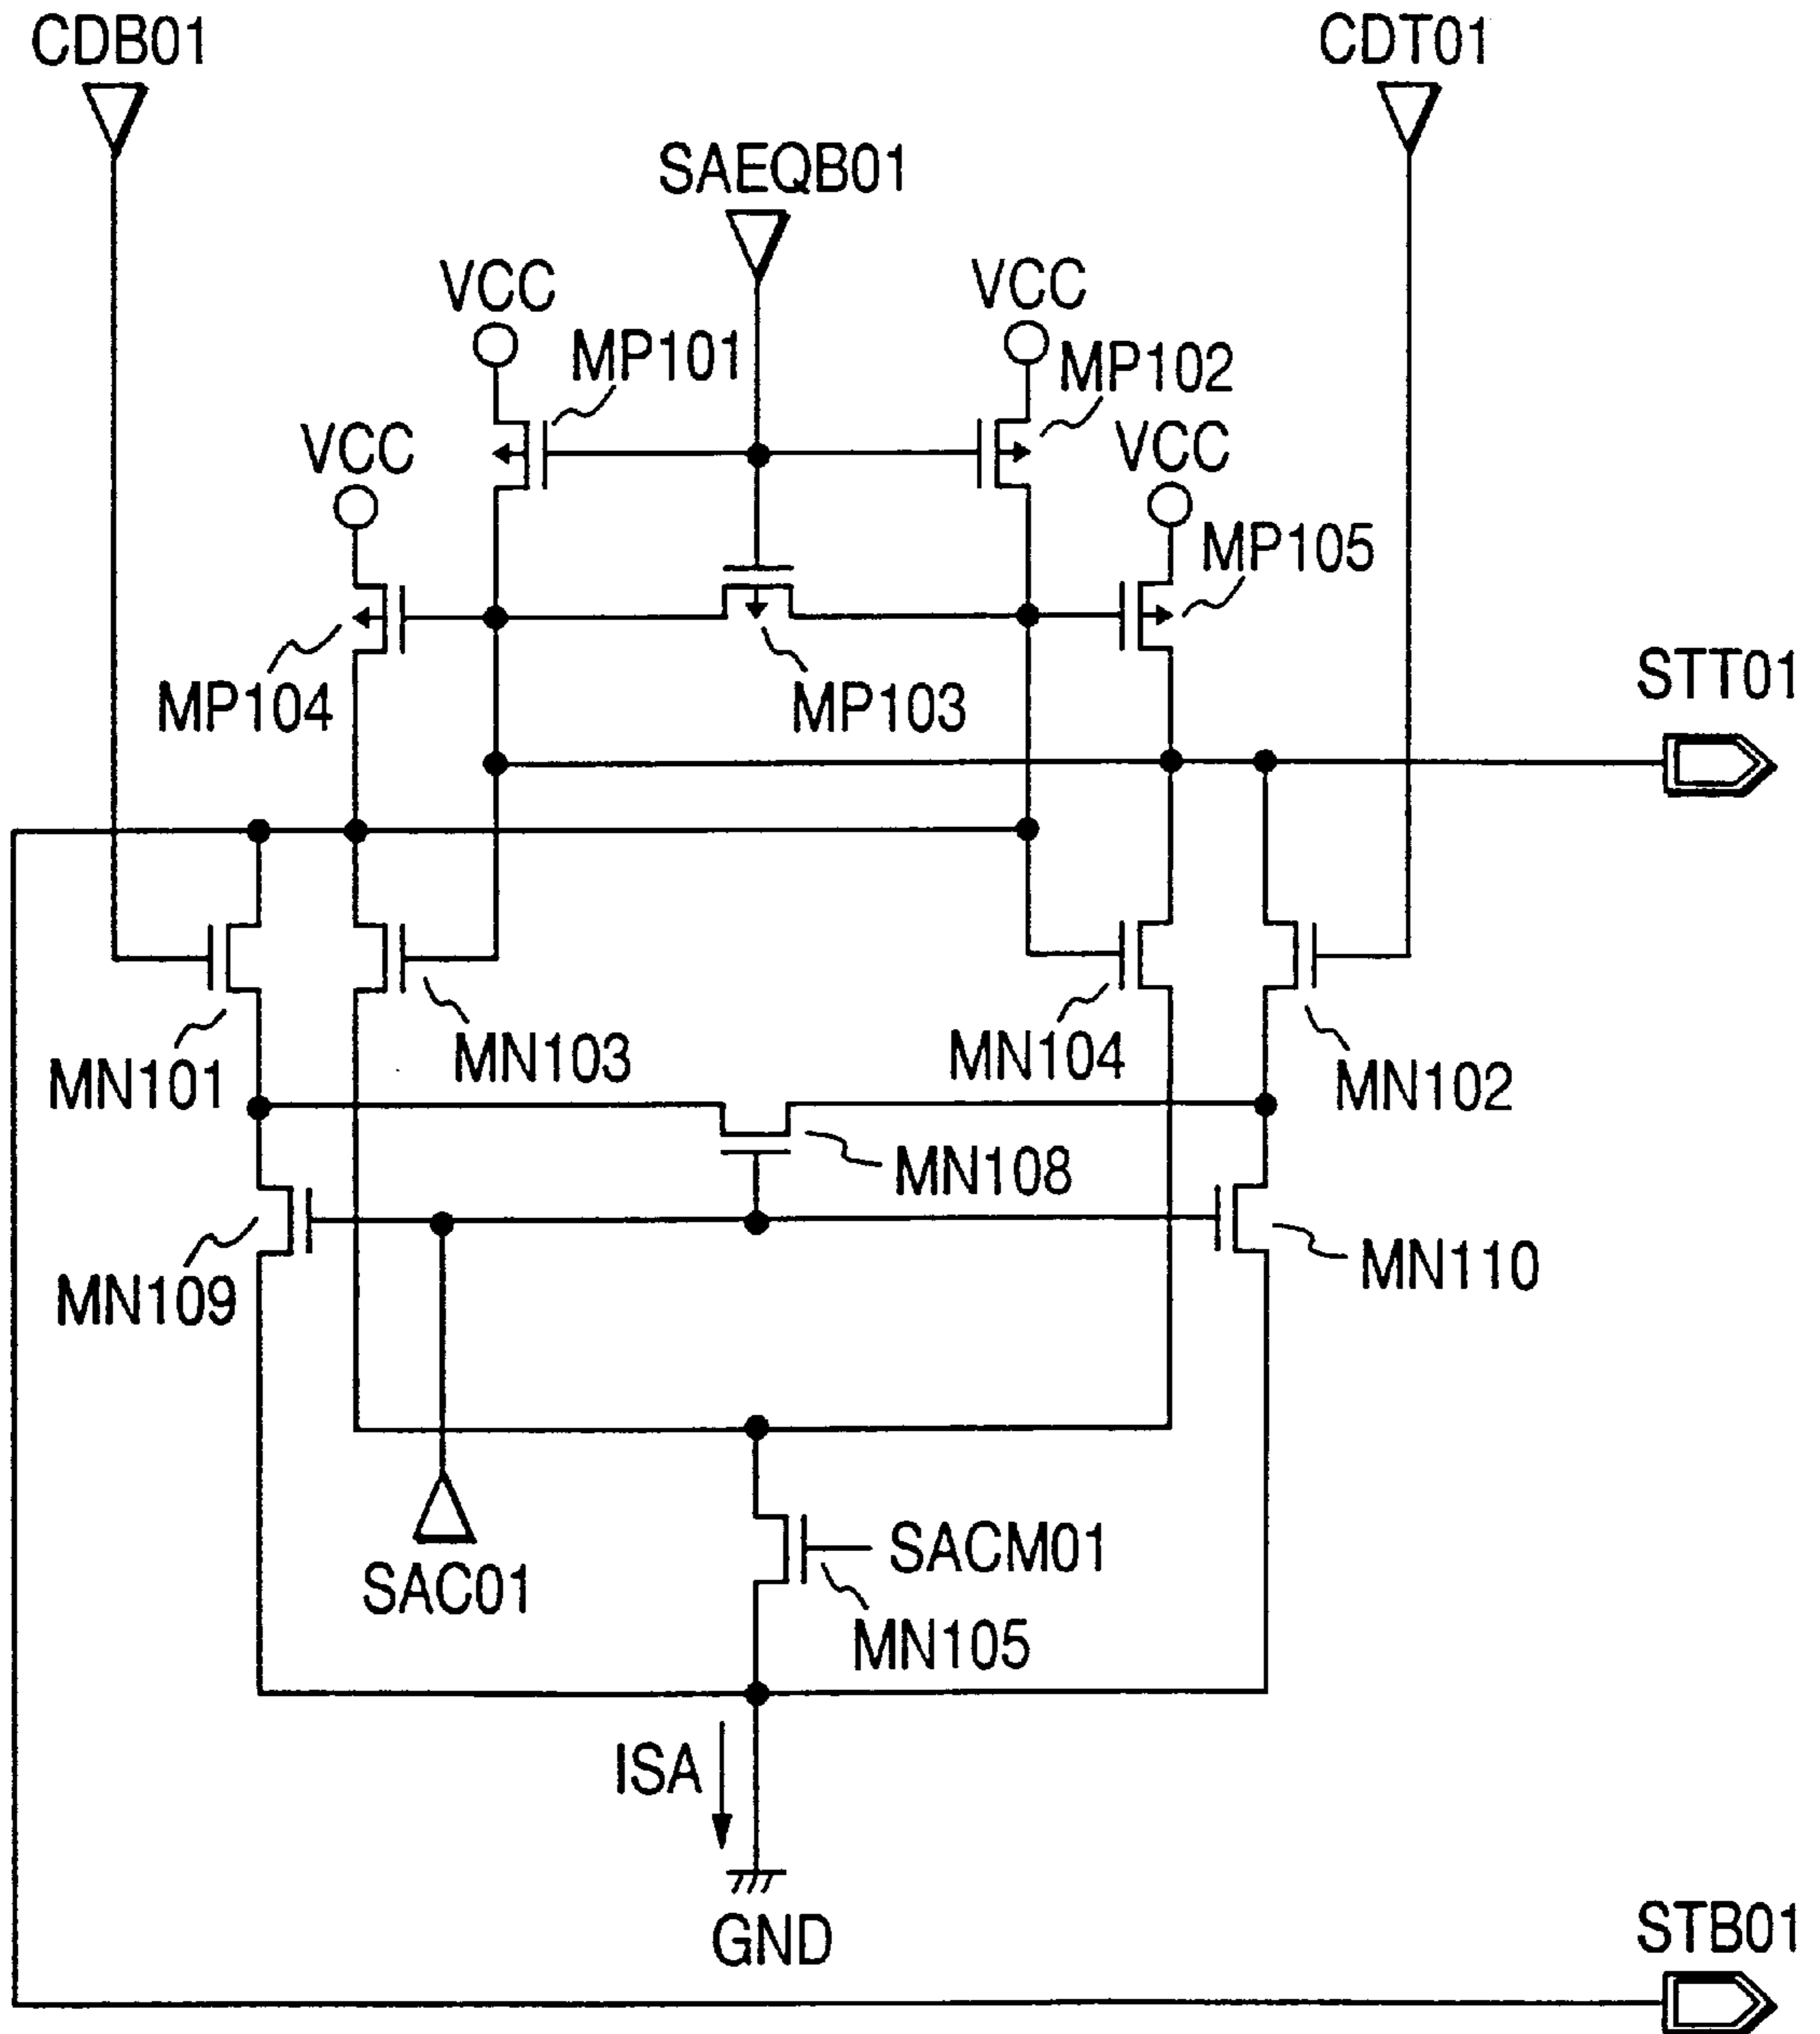 CDB01
CDT01
SAEQB01
VCC
VCC
MP101
MP102
VCC
VCC
MP105
MP104
MP103
STT01
MN101
MN103
MN104
MN102
MN108
MN109
MN110
SAC01
SACM01
MN105
ISA
GND
STB01